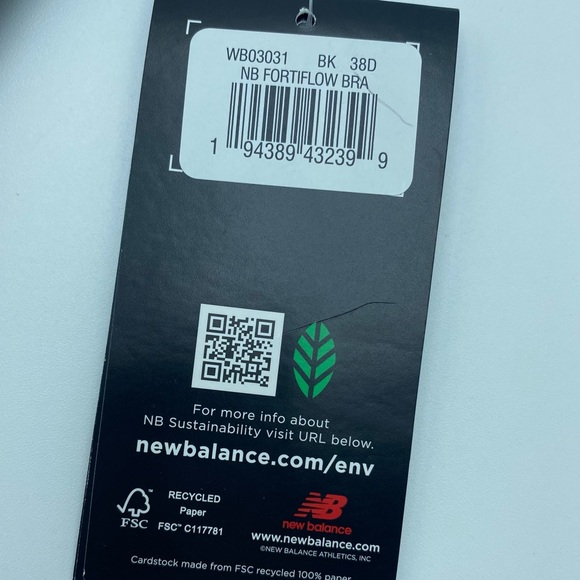 WB03031 BK 38D
NB FORTIFLOW BRA
1 94389 43239 9
For more info about
NB Sustainability visit URL below.
newbalance.com/env
FSC™
RECYCLED
Paper
FSC™ C117781
NB
new balance
www.newbalance.com
©NEW BALANCE ATHLETICS, INC
Cardstock made from FSC recycled 100% paper